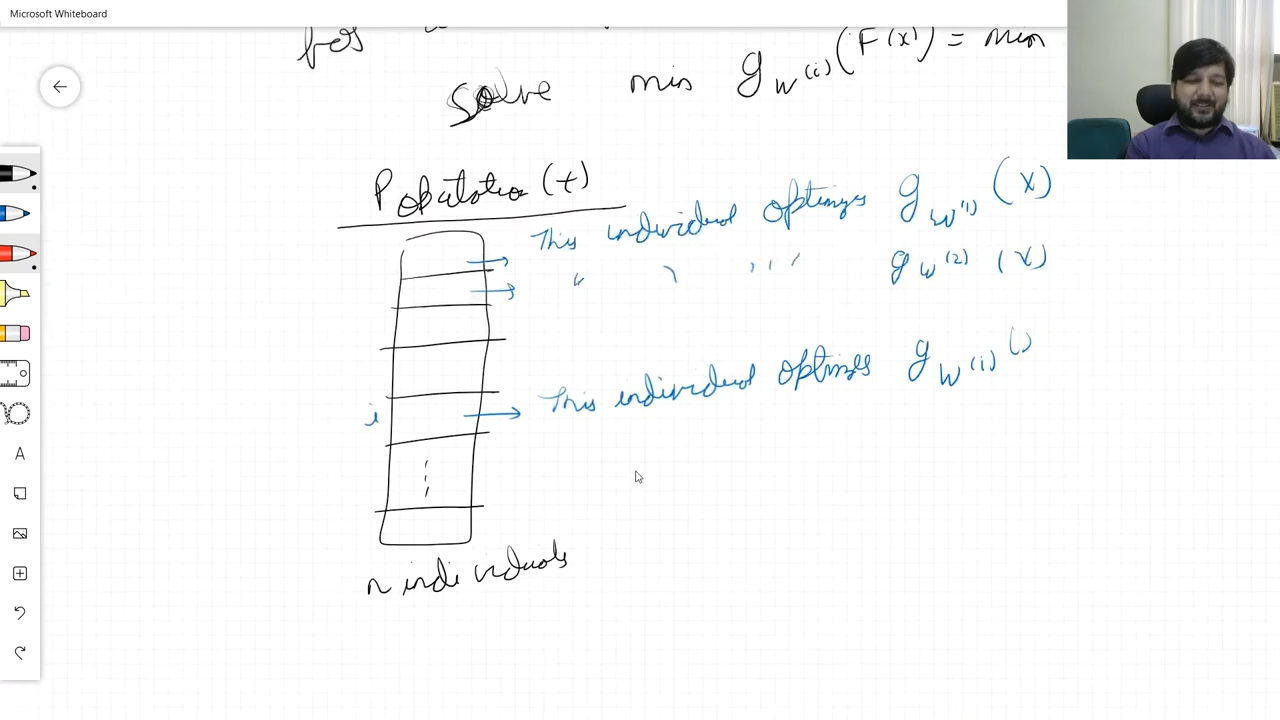 Microsoft Whiteboard
for
solve min g_w(i) (F(x)) = min
Population (t)
This individual optimizes g_w(1) (x)
" " " g_w(2) (x)
This individual optimizes g_w(i) ()
i
n individuals
A